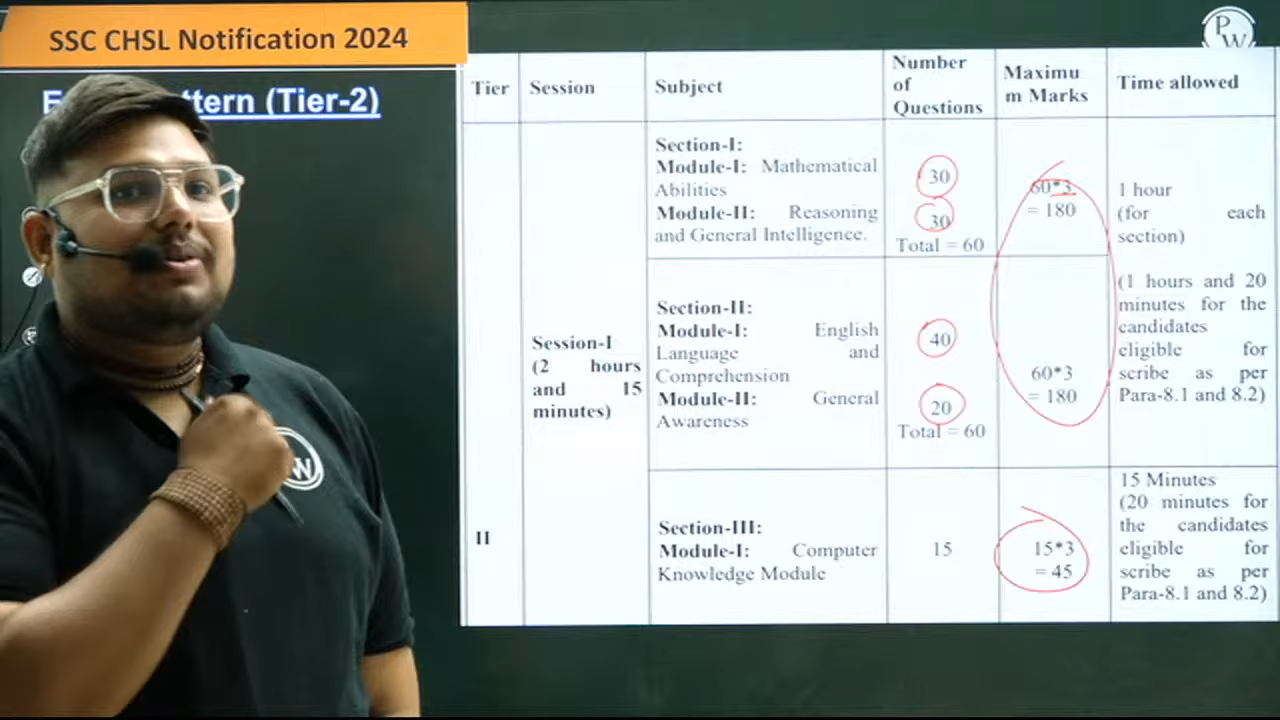 SSC CHSL Notification 2024
PW
ttern (Tier-2)
Tier
Session
Subject
Number
of
Questions
Maximu
m Marks
Time allowed
Section-I:
Module-I: Mathematical
Abilities
Module-II: Reasoning
and General Intelligence.
30
30
Total = 60
60*3
= 180
1 hour
(for each
section)
(1 hours and 20
minutes for the
candidates
eligible for
scribe as per
Para-8.1 and 8.2)
II
Session-I
(2 hours
and 15
minutes)
Section-II:
Module-I: English
Language and
Comprehension
Module-II: General
Awareness
40
20
Total = 60
60*3
= 180
Section-III:
Module-I: Computer
Knowledge Module
15
15*3
= 45
15 Minutes
(20 minutes for
the candidates
eligible for
scribe as per
Para-8.1 and 8.2)
W